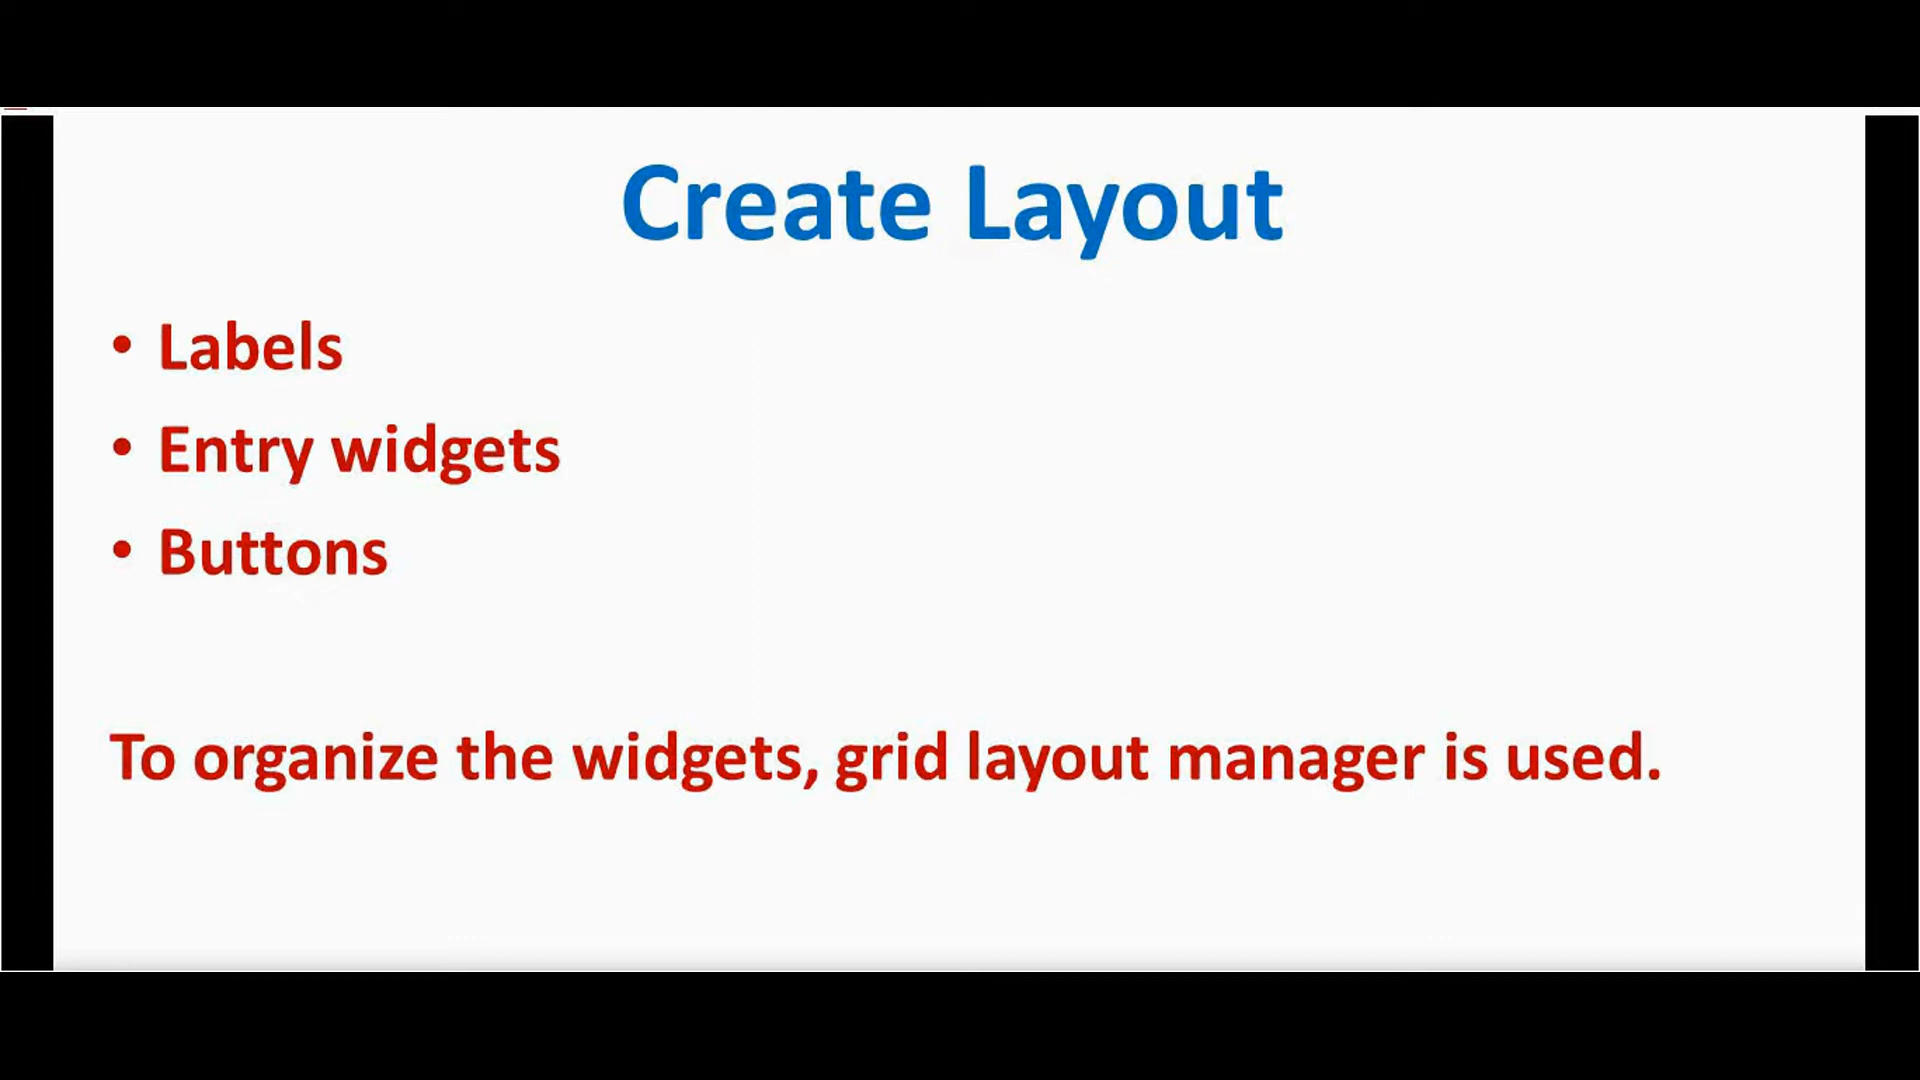 Create Layout
• Labels
• Entry widgets
• Buttons
To organize the widgets, grid layout manager is used.